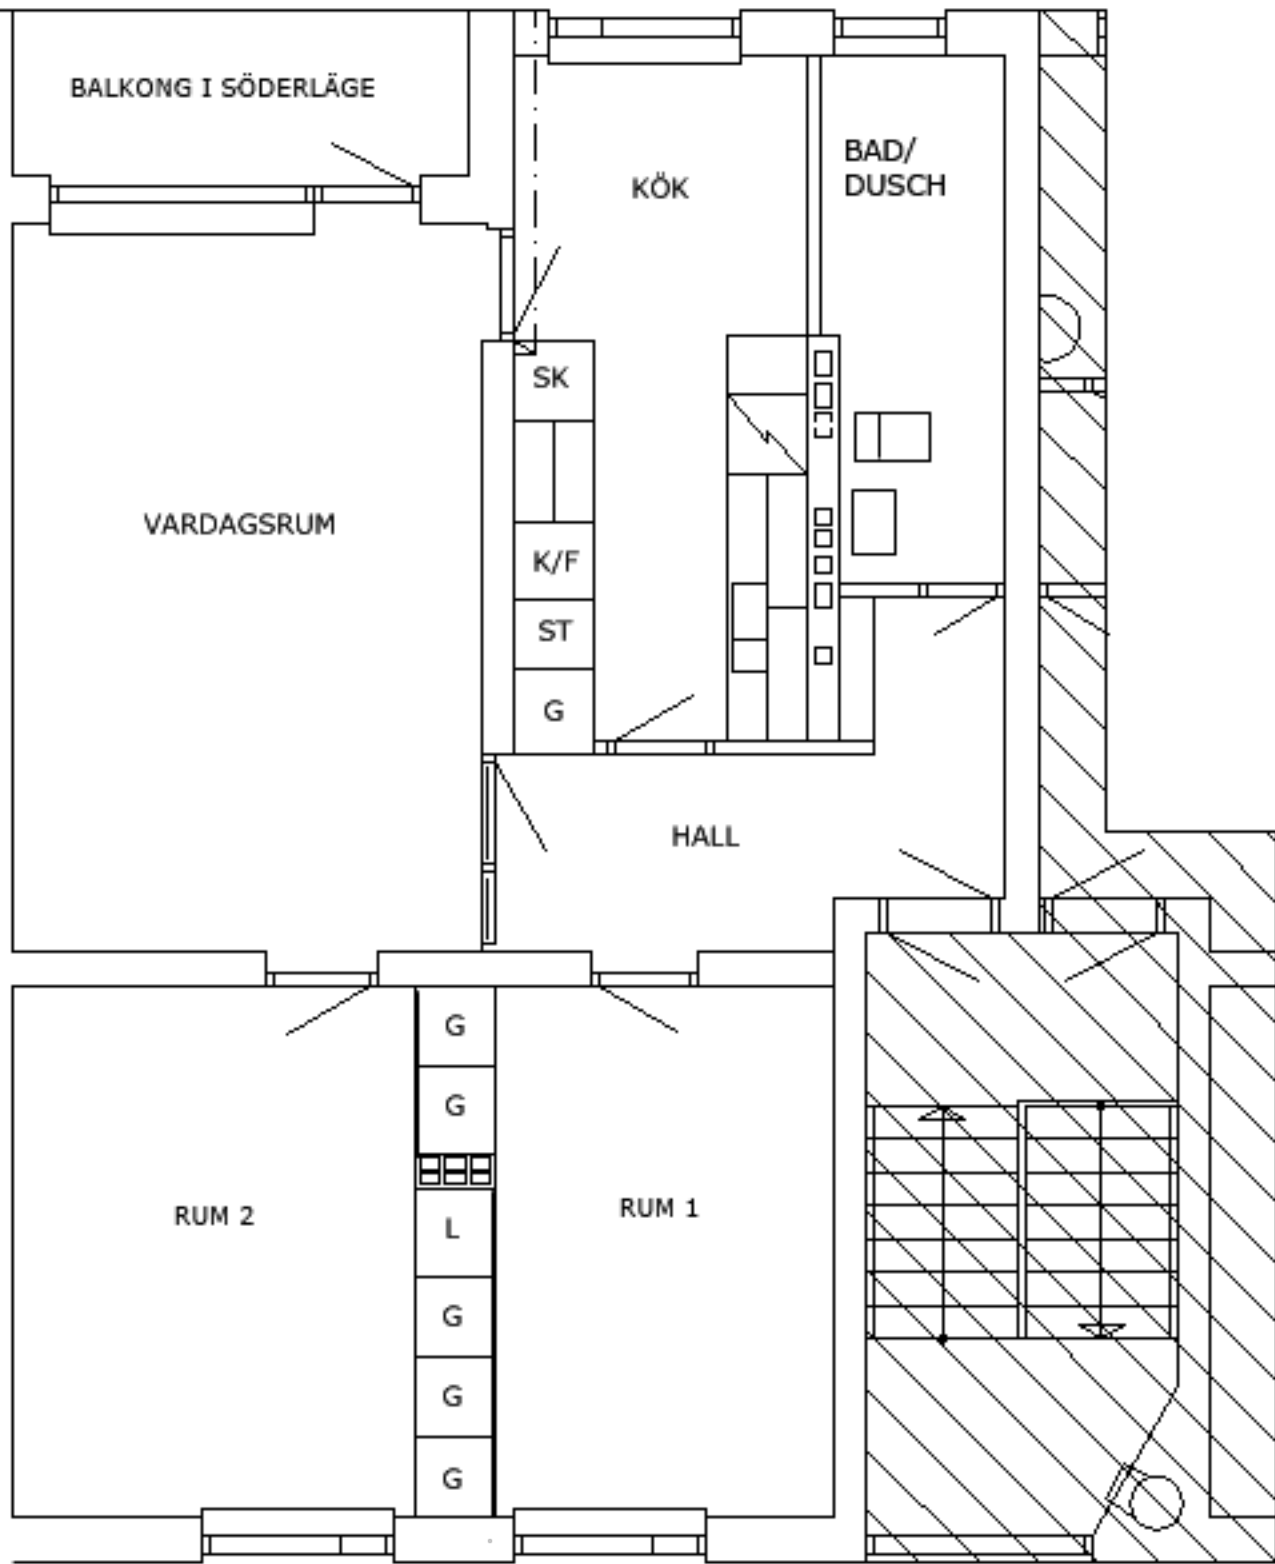 BALKONG I SÖDERLÄGE
KÖK
BAD/
DUSCH
SK
VARDAGSRUM
K/F
ST
G
HALL
G
G
RUM 2
RUM 1
L
G
G
G